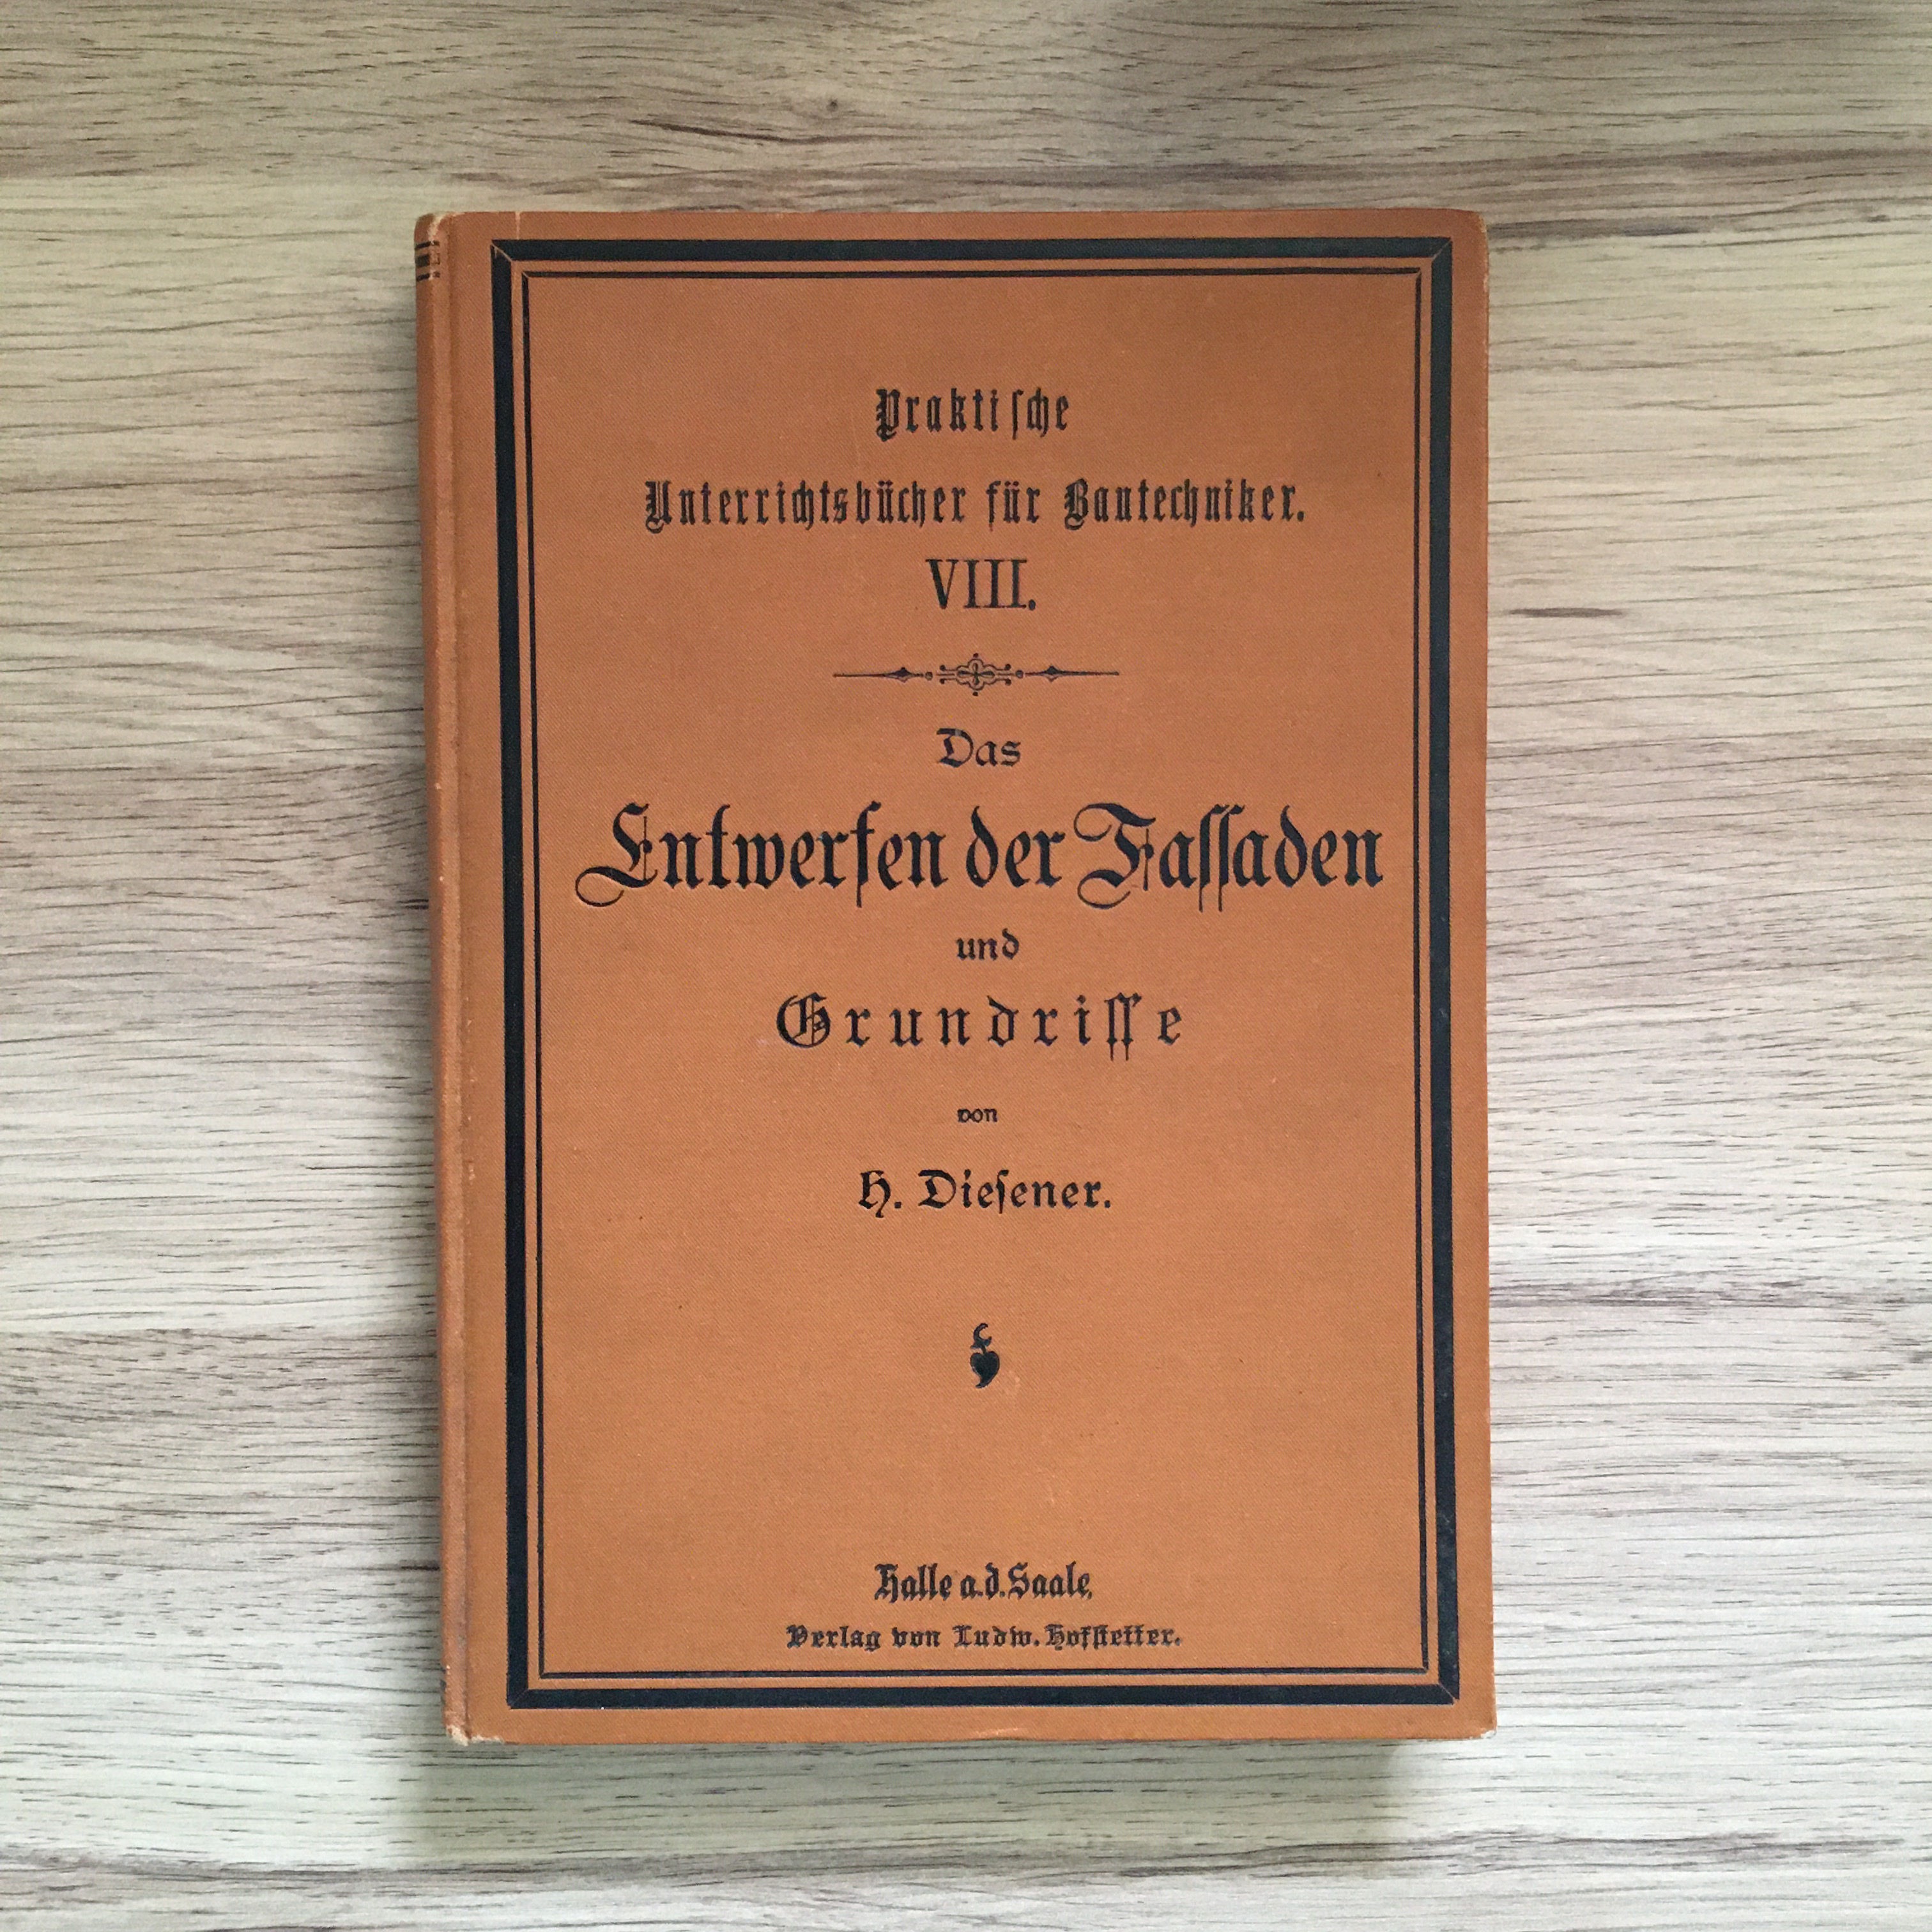 Praktiſche
Unterrichtsbücher für Bautechniker.
VIII.
Das
Entwerfen der Faſſaden
und
Grundriſſe
von
H. Dieſener.
Halle a.d. Saale.
Verlag von Ludw. Hofſtetter.